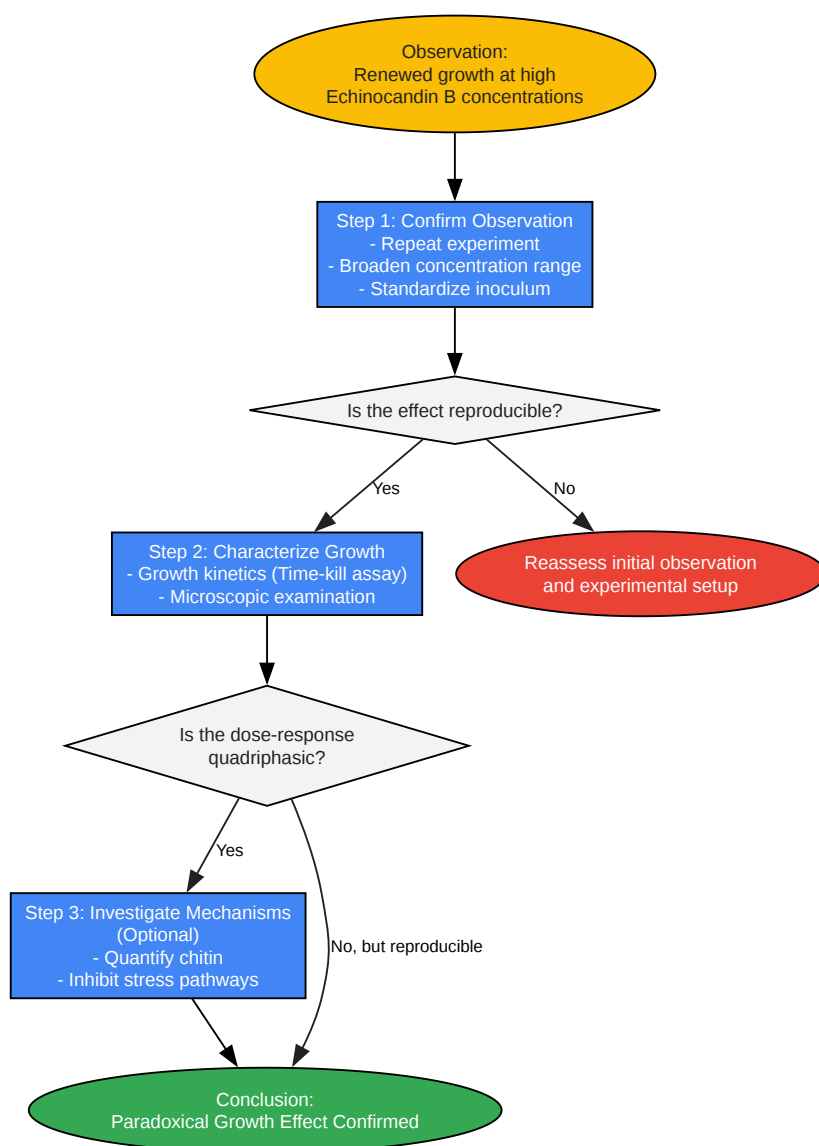 Observation:
Renewed growth at high
Echinocandin B concentrations
Step 1: Confirm Observation
- Repeat experiment
- Broaden concentration range
- Standardize inoculum
Is the effect reproducible?
Yes
No
Step 2: Characterize Growth
- Growth kinetics (Time-kill assay)
- Microscopic examination
Reassess initial observation
and experimental setup
Is the dose-response
quadriphasic?
Yes
No, but reproducible
Step 3: Investigate Mechanisms
(Optional)
- Quantify chitin
- Inhibit stress pathways
Conclusion:
Paradoxical Growth Effect Confirmed